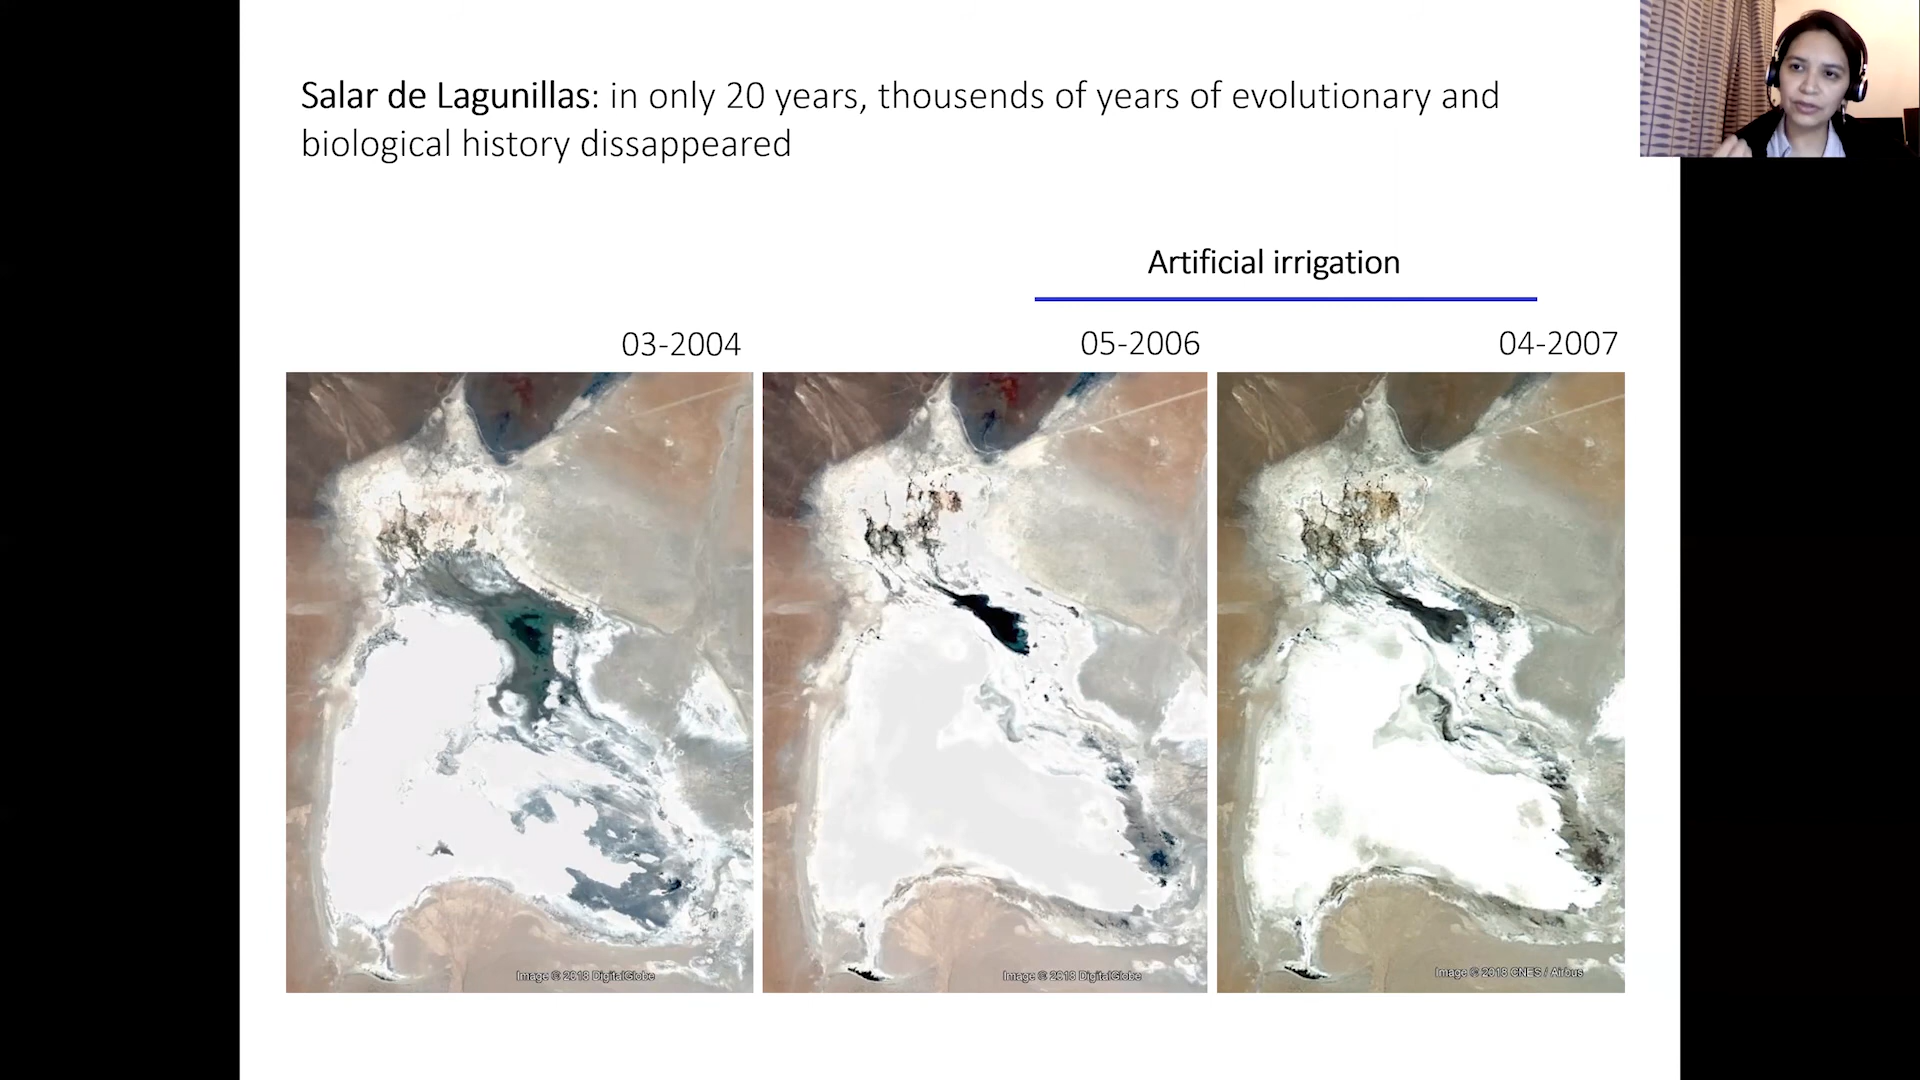 Salar de Lagunillas: in only 20 years, thousends of years of evolutionary and
biological history dissappeared
Artificial irrigation
03-2004
05-2006
04-2007
Image © 2018 DigitalGlobe
Image © 2018 DigitalGlobe
Image © 2018 CNES / Airbus